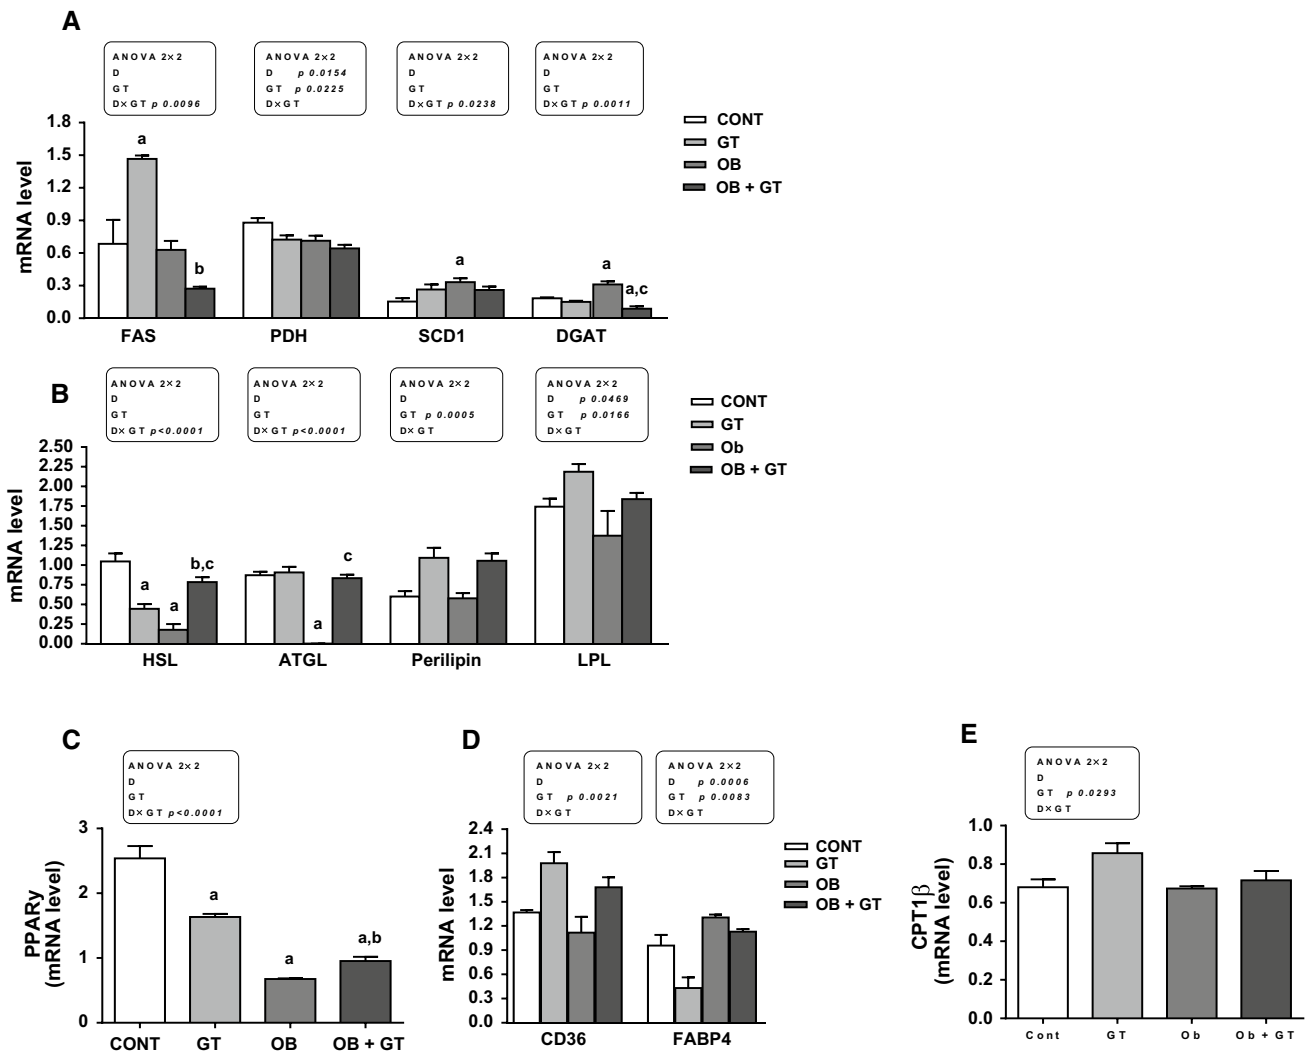 A
ANOVA 2×2
D
GT
D×GT p 0.0096
ANOVA 2×2
D p 0.0154
GT p 0.0225
D×GT
ANOVA 2×2
D
GT
D×GT p 0.0238
ANOVA 2×2
D
GT
D×GT p 0.0011
mRNA level
1.8
1.5
1.2
0.9
0.6
0.3
0.0
a
b
a
a
a,c
FAS
PDH
SCD1
DGAT
CONT
GT
OB
OB + GT
B
ANOVA 2×2
D
GT
D×GT p<0.0001
ANOVA 2×2
D
GT
D×GT p<0.0001
ANOVA 2×2
D
GT p 0.0005
D×GT
ANOVA 2×2
D p 0.0469
GT p 0.0166
D×GT
mRNA level
2.50
2.25
2.00
1.75
1.50
1.25
1.00
0.75
0.50
0.25
0.00
a
a
b,c
a
c
HSL
ATGL
Perilipin
LPL
CONT
GT
Ob
OB + GT
C
ANOVA 2×2
D
GT
D×GT p<0.0001
PPARy
(mRNA level)
3
2
1
0
a
a
a,b
CONT
GT
OB
OB + GT
D
ANOVA 2×2
D
GT p 0.0021
D×GT
ANOVA 2×2
D p 0.0006
GT p 0.0083
D×GT
mRNA level
2.4
2.1
1.8
1.5
1.2
0.9
0.6
0.3
0.0
CD36
FABP4
CONT
GT
OB
OB + GT
E
ANOVA 2×2
D
GT p 0.0293
D×GT
CPT1β
(mRNA level)
1.0
0.8
0.6
0.4
0.2
0.0
Cont
GT
Ob
Ob + GT